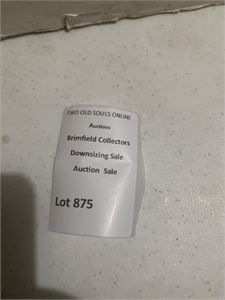 TWO OLD SOULS ONLINE
Auctions
Brimfield Collectors
Downsizing Sale
Auction Sale
Lot 875